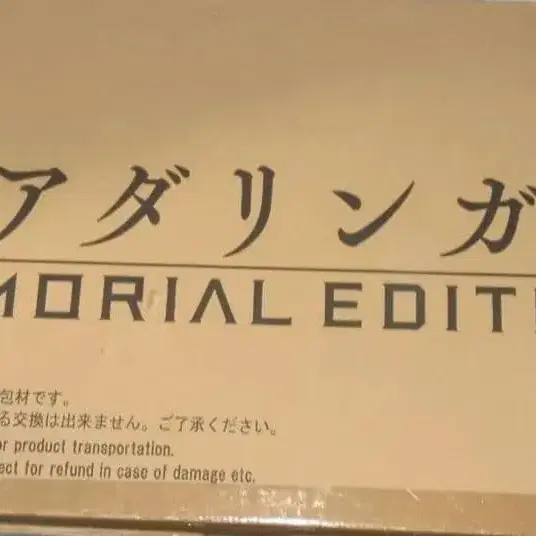 アダリンガ
MORIAL EDIT
包材です。
る交換は出来ません。ご了承ください。
or product transportation.
ect for refund in case of damage etc.